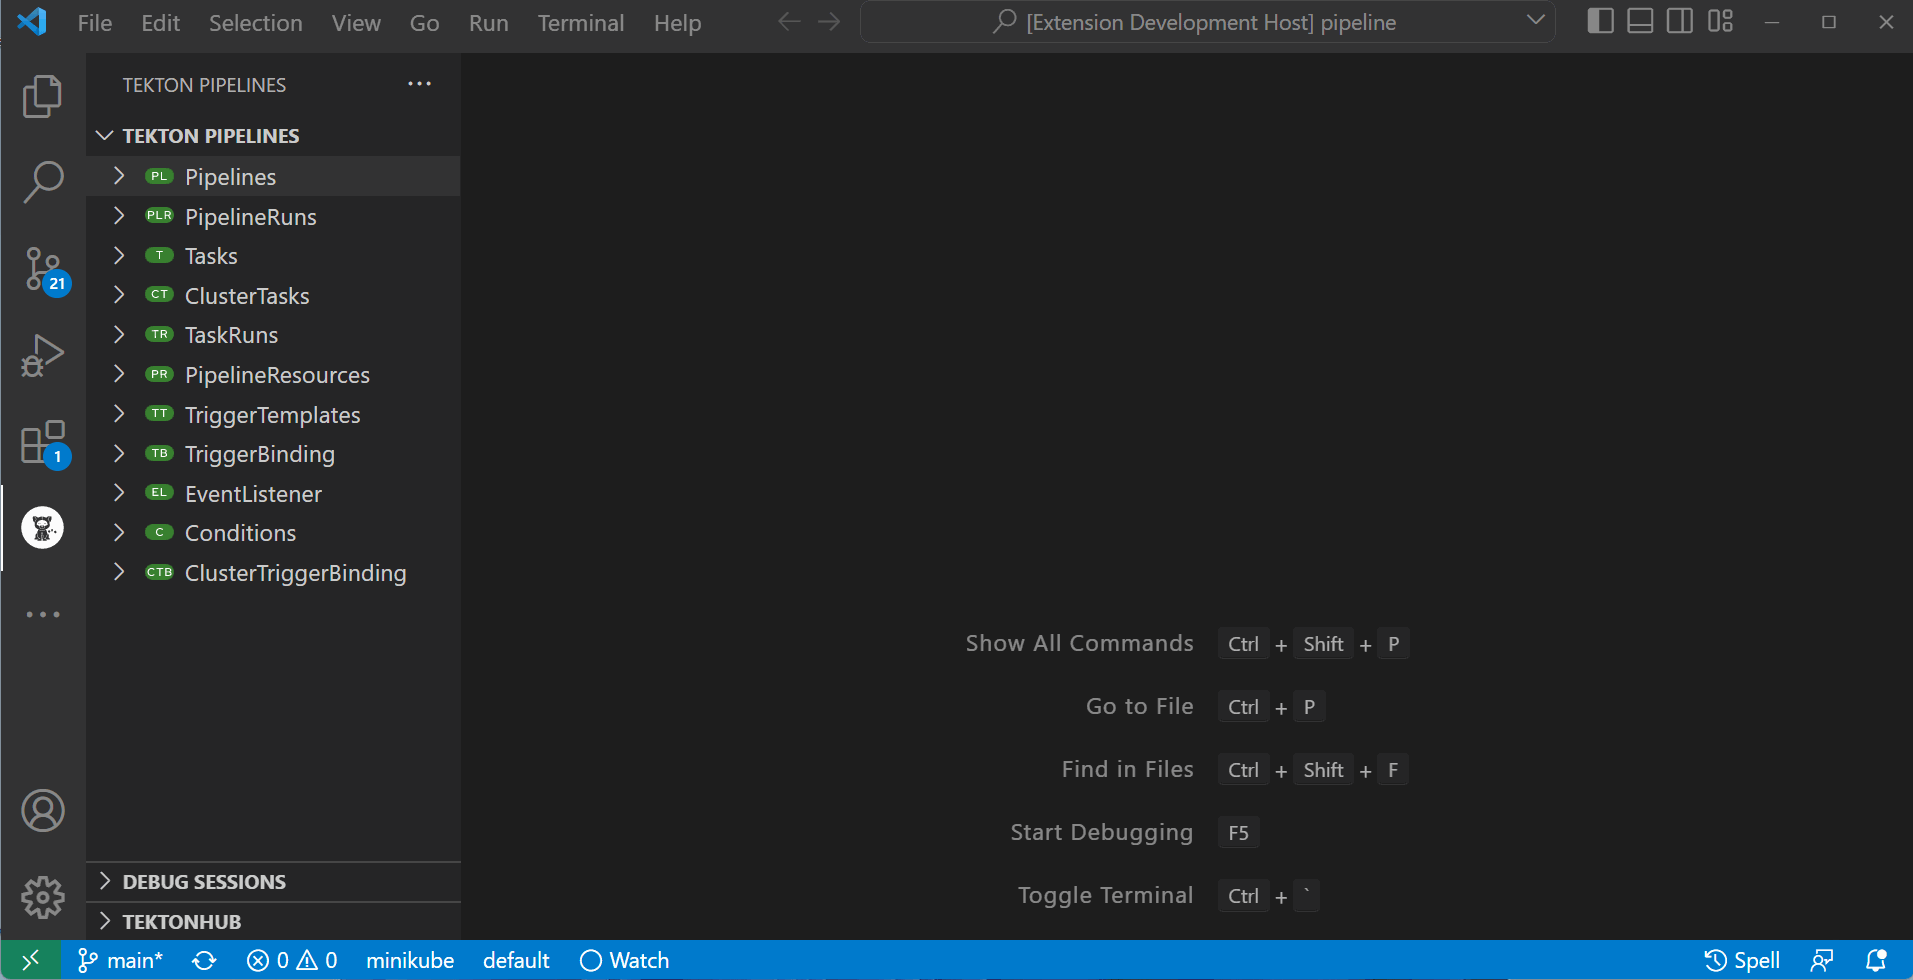 File Edit Selection View Go Run Terminal Help [Extension Development Host] pipeline
TEKTON PIPELINES ...
TEKTON PIPELINES
PL Pipelines
PLR PipelineRuns
T Tasks
CT ClusterTasks
TR TaskRuns
PR PipelineResources
TT TriggerTemplates
TB TriggerBinding
EL EventListener
C Conditions
CTB ClusterTriggerBinding
21
1
Show All Commands Ctrl + Shift + P
Go to File Ctrl + P
Find in Files Ctrl + Shift + F
Start Debugging F5
Toggle Terminal Ctrl + `
DEBUG SESSIONS
TEKTONHUB
main* 0 0 minikube default Watch Spell